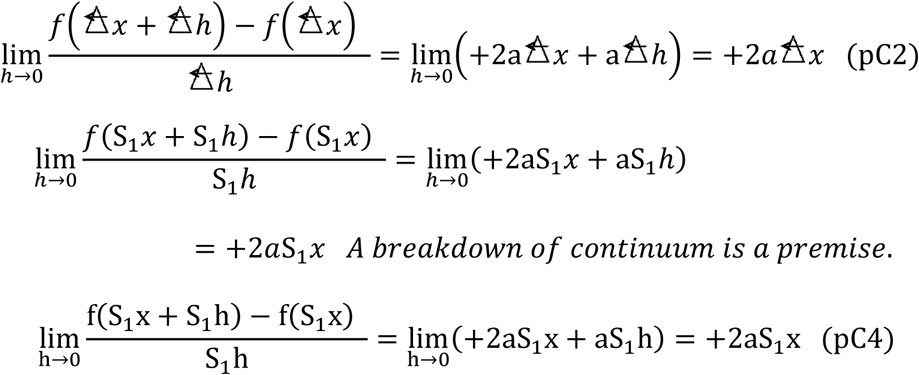 lim h→0 f(△x + △h) − f(△x) / △h = lim h→0 (+2a△x + a△h) = +2a△x (pC2)
lim h→0 f(S₁x + S₁h) − f(S₁x) / S₁h = lim h→0 (+2aS₁x + aS₁h)
= +2aS₁x A breakdown of continuum is a premise.
lim h→0 f(S₁x + S₁h) − f(S₁x) / S₁h = lim h→0 (+2aS₁x + aS₁h) = +2aS₁x (pC4)